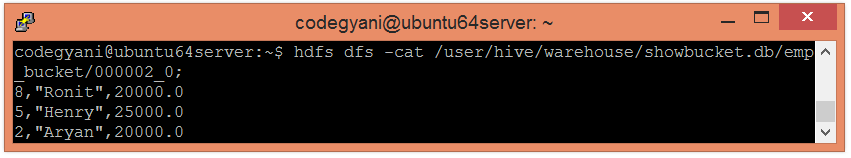 codegyani@ubuntu64server: ~
codegyani@ubuntu64server:~$ hdfs dfs -cat /user/hive/warehouse/showbucket.db/emp
_bucket/000002_0;
8,"Ronit",20000.0
5,"Henry",25000.0
2,"Aryan",20000.0